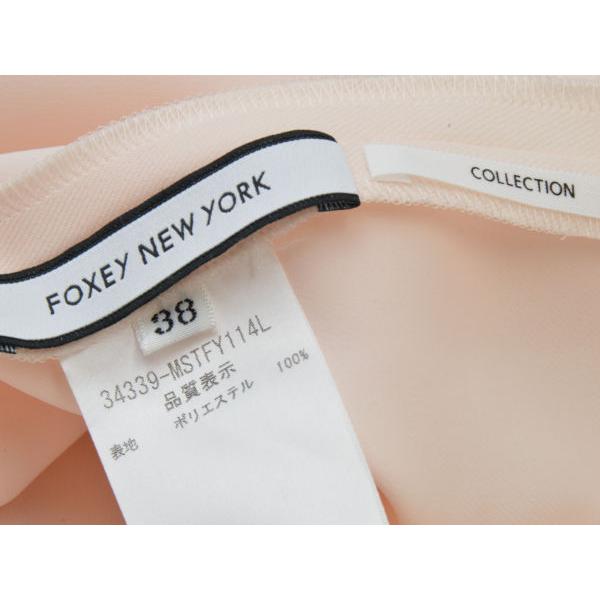 FOXEY NEW YORK
COLLECTION
38
34339-MSTFY114L
品質表示
ポリエステル 100%
表地